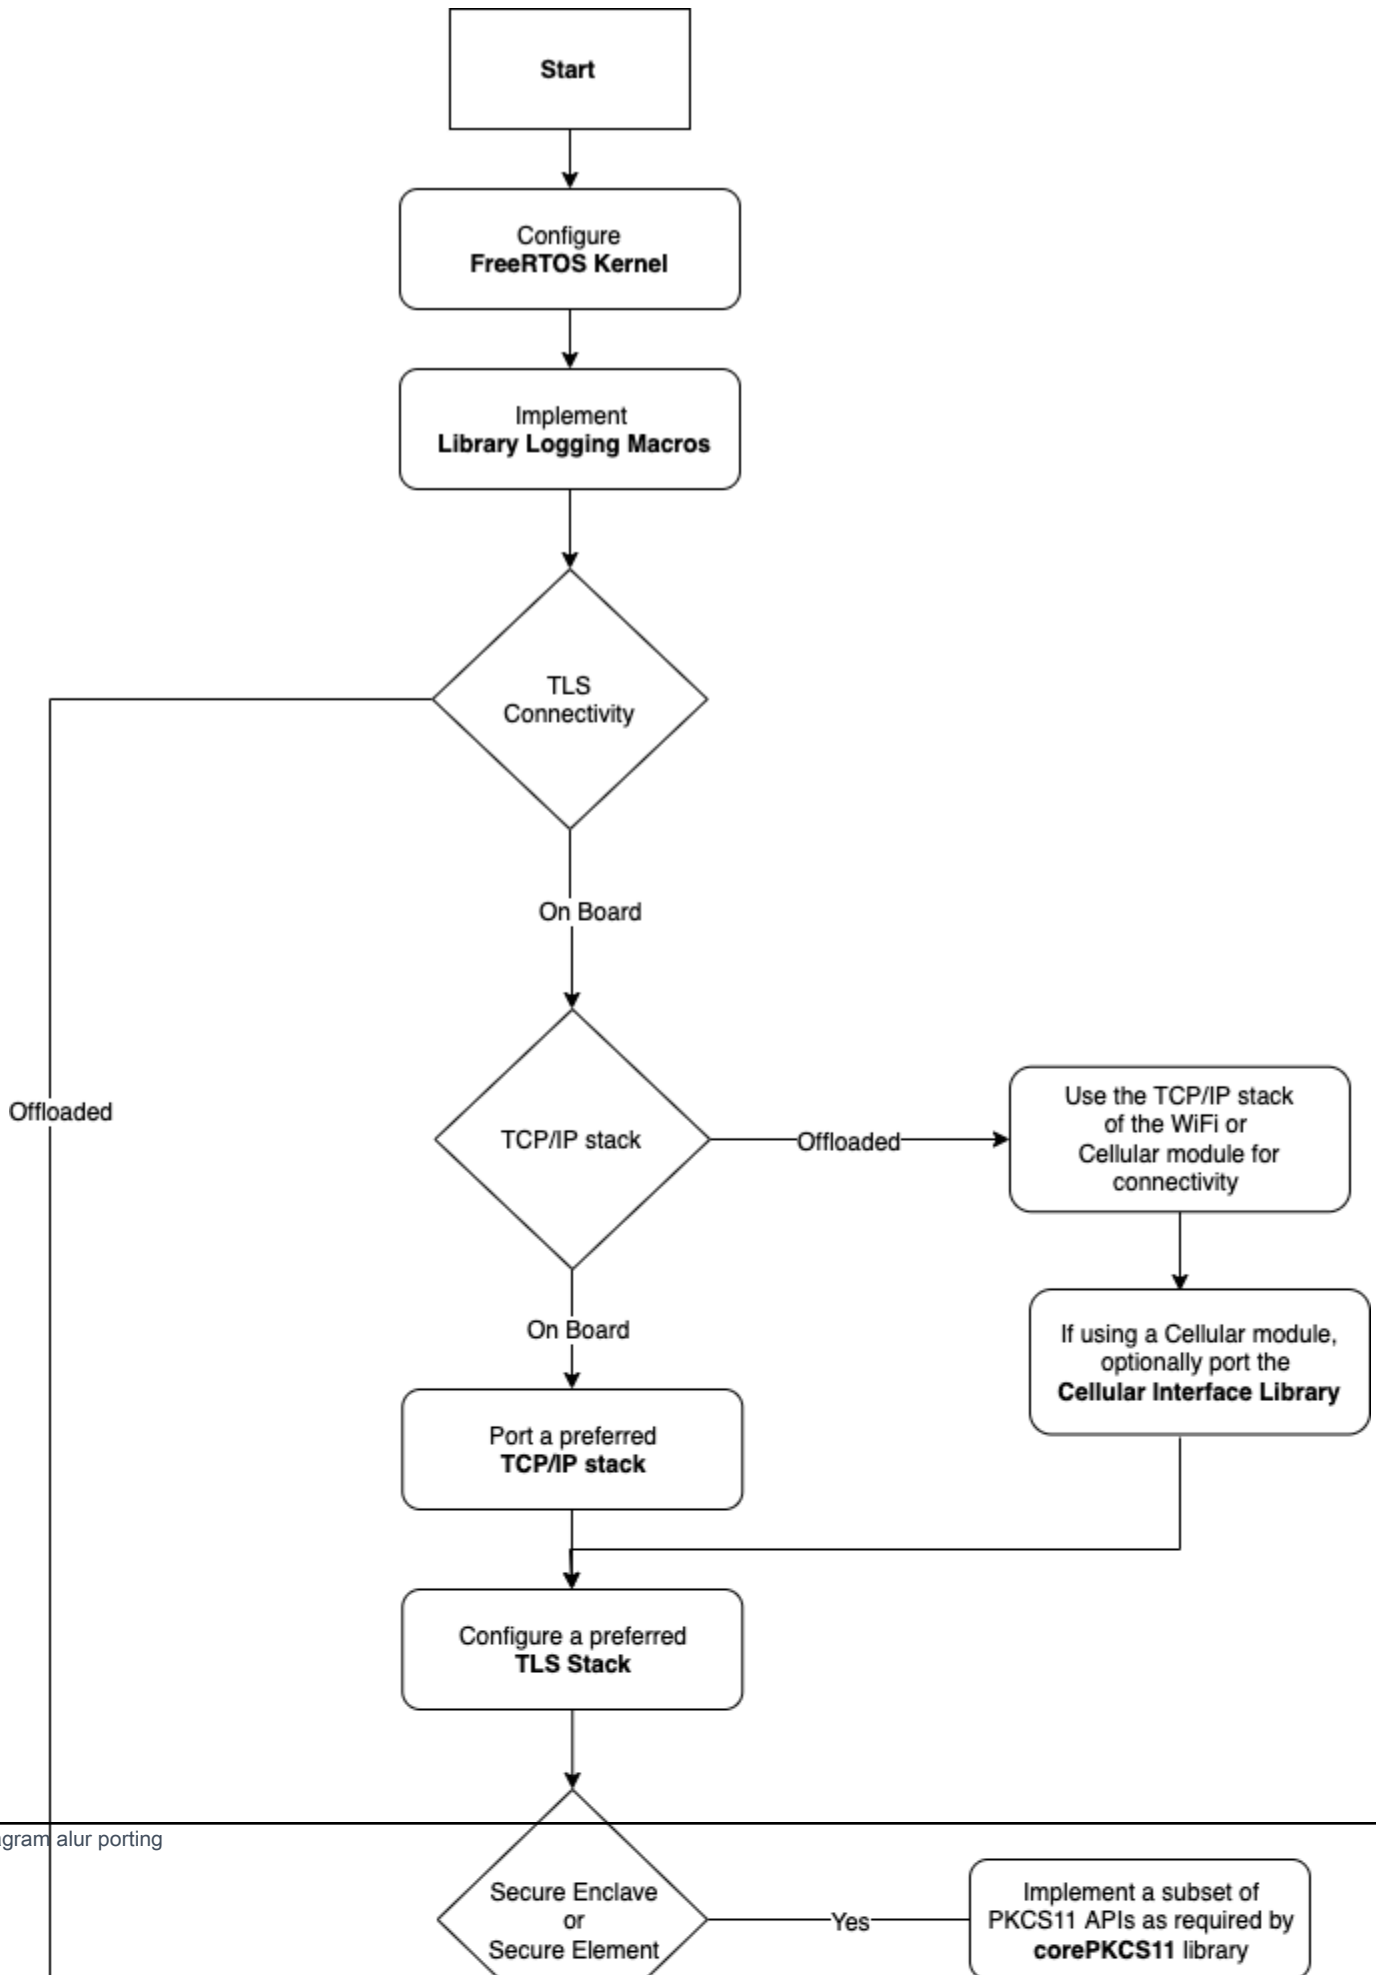 Start
Configure
FreeRTOS Kernel
Implement
Library Logging Macros
TLS
Connectivity
On Board
Offloaded
TCP/IP stack
Offloaded
Use the TCP/IP stack
of the WiFi or
Cellular module for
connectivity
If using a Cellular module,
optionally port the
Cellular Interface Library
On Board
Port a preferred
TCP/IP stack
Configure a preferred
TLS Stack
gram alur porting
Secure Enclave
or
Secure Element
Yes
Implement a subset of
PKCS11 APIs as required by
corePKCS11 library